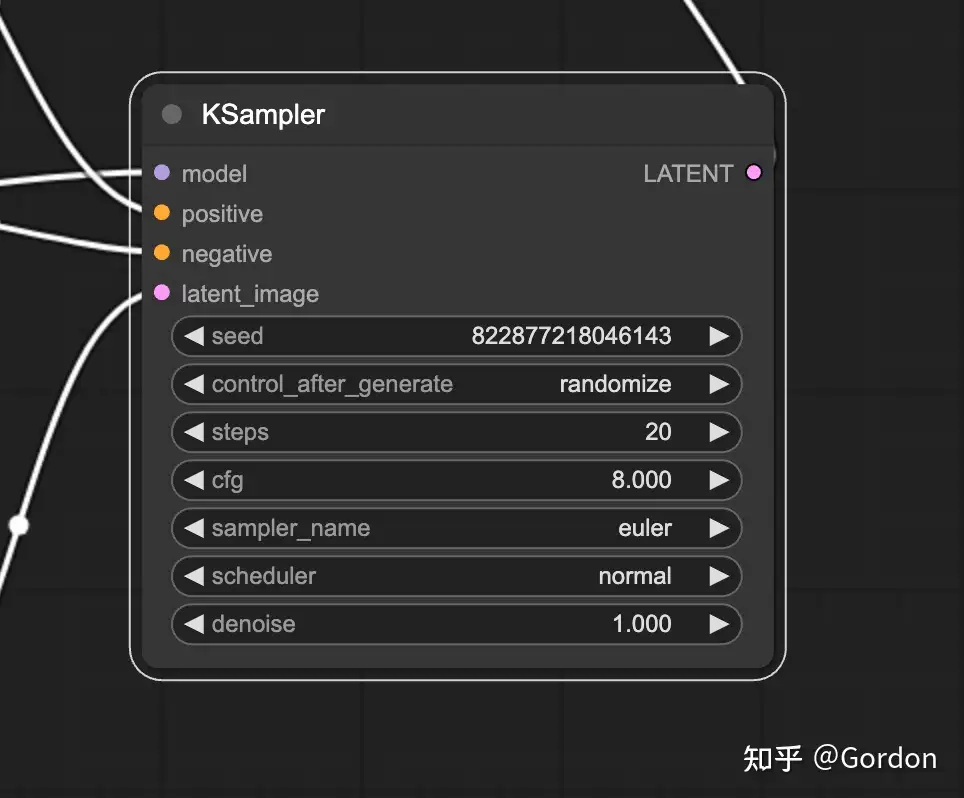 KSampler
model LATENT
positive
negative
latent_image
seed 822877218046143
control_after_generate randomize
steps 20
cfg 8.000
sampler_name euler
scheduler normal
denoise 1.000
知乎 @Gordon